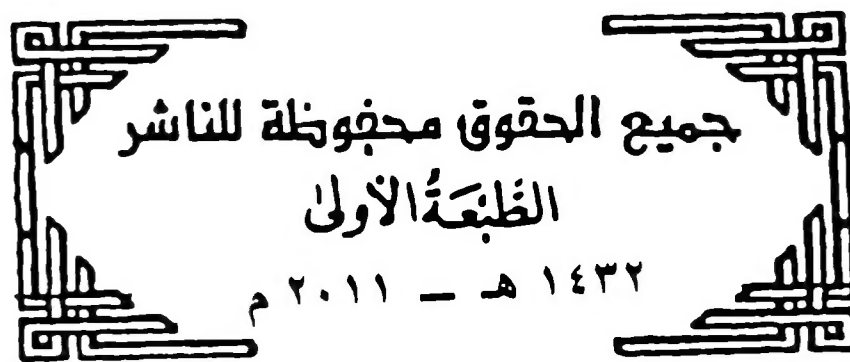 جميع الحقوق محفوظة للناشر
الطَّبْعَةُ الأولىٰ
١٤٣٢ هـ – ٢٠١١ م